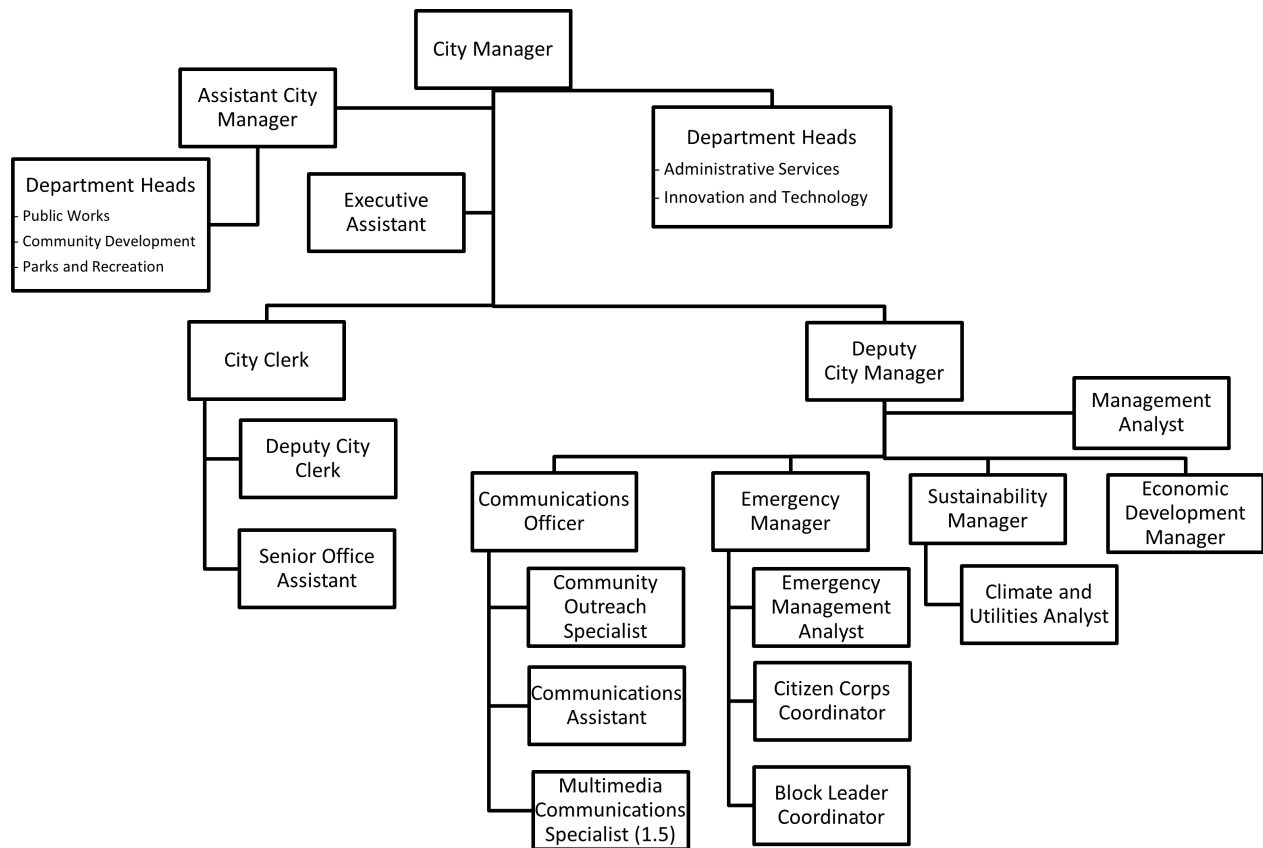 City Manager
Assistant City
Manager
Department Heads
- Administrative Services
- Innovation and Technology
Department Heads
- Public Works
- Community Development
- Parks and Recreation
Executive
Assistant
City Clerk
Deputy
City Manager
Management
Analyst
Deputy City
Clerk
Senior Office
Assistant
Communications
Officer
Emergency
Manager
Sustainability
Manager
Economic
Development
Manager
Community
Outreach
Specialist
Emergency
Management
Analyst
Climate and
Utilities Analyst
Communications
Assistant
Citizen Corps
Coordinator
Multimedia
Communications
Specialist (1.5)
Block Leader
Coordinator